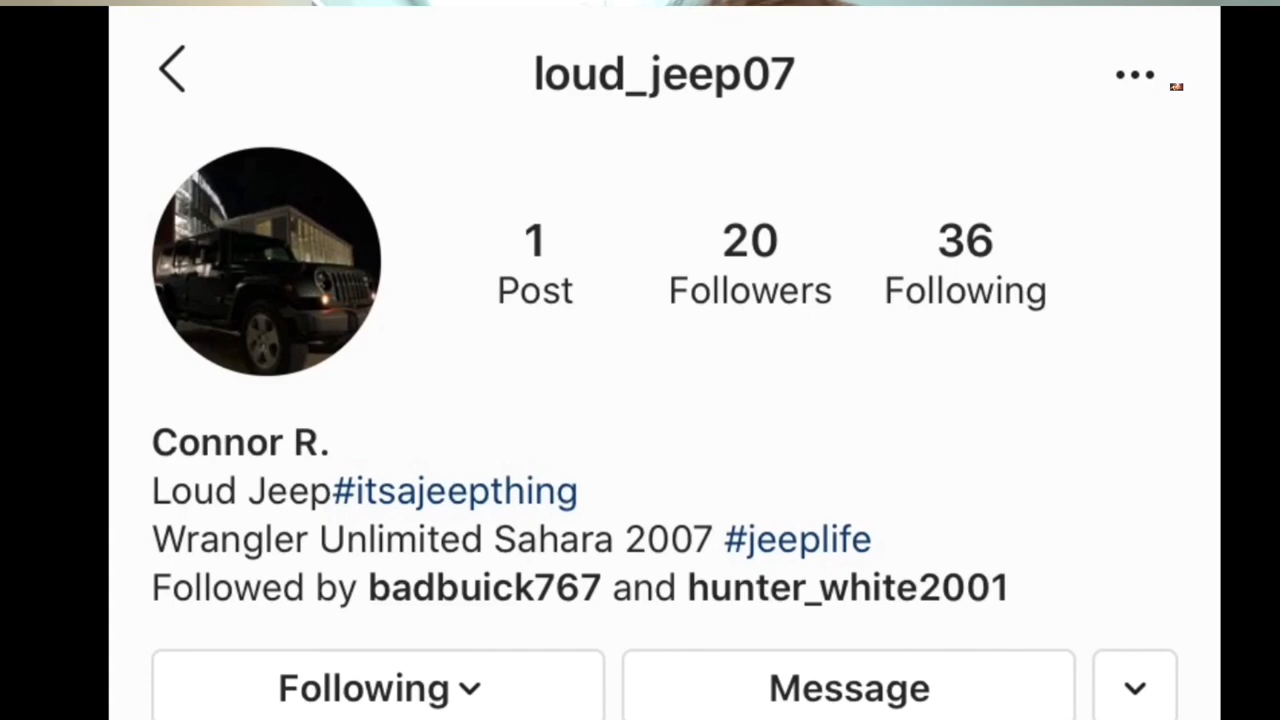 loud_jeep07
1
Post
20
Followers
36
Following
Connor R.
Loud Jeep#itsajeepthing
Wrangler Unlimited Sahara 2007 #jeeplife
Followed by badbuick767 and hunter_white2001
Following
Message